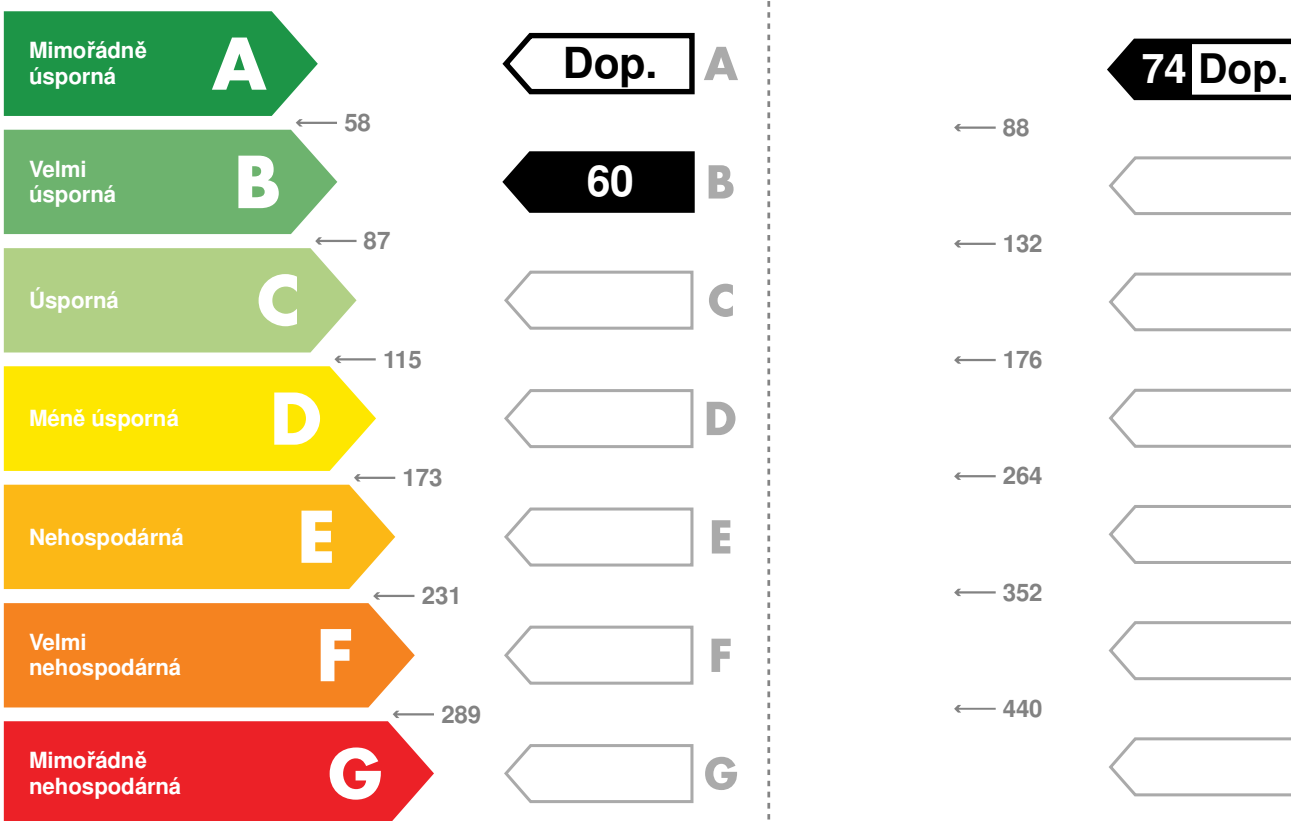 Mimořádně
úsporná
A
Dop.
A
74 Dop.
← 58
← 88
Velmi
úsporná
B
60
B
← 87
← 132
Úsporná
C
C
← 115
← 176
Méně úsporná
D
D
← 173
← 264
Nehospodárná
E
E
← 231
← 352
Velmi
nehospodárná
F
F
← 289
← 440
Mimořádně
nehospodárná
G
G